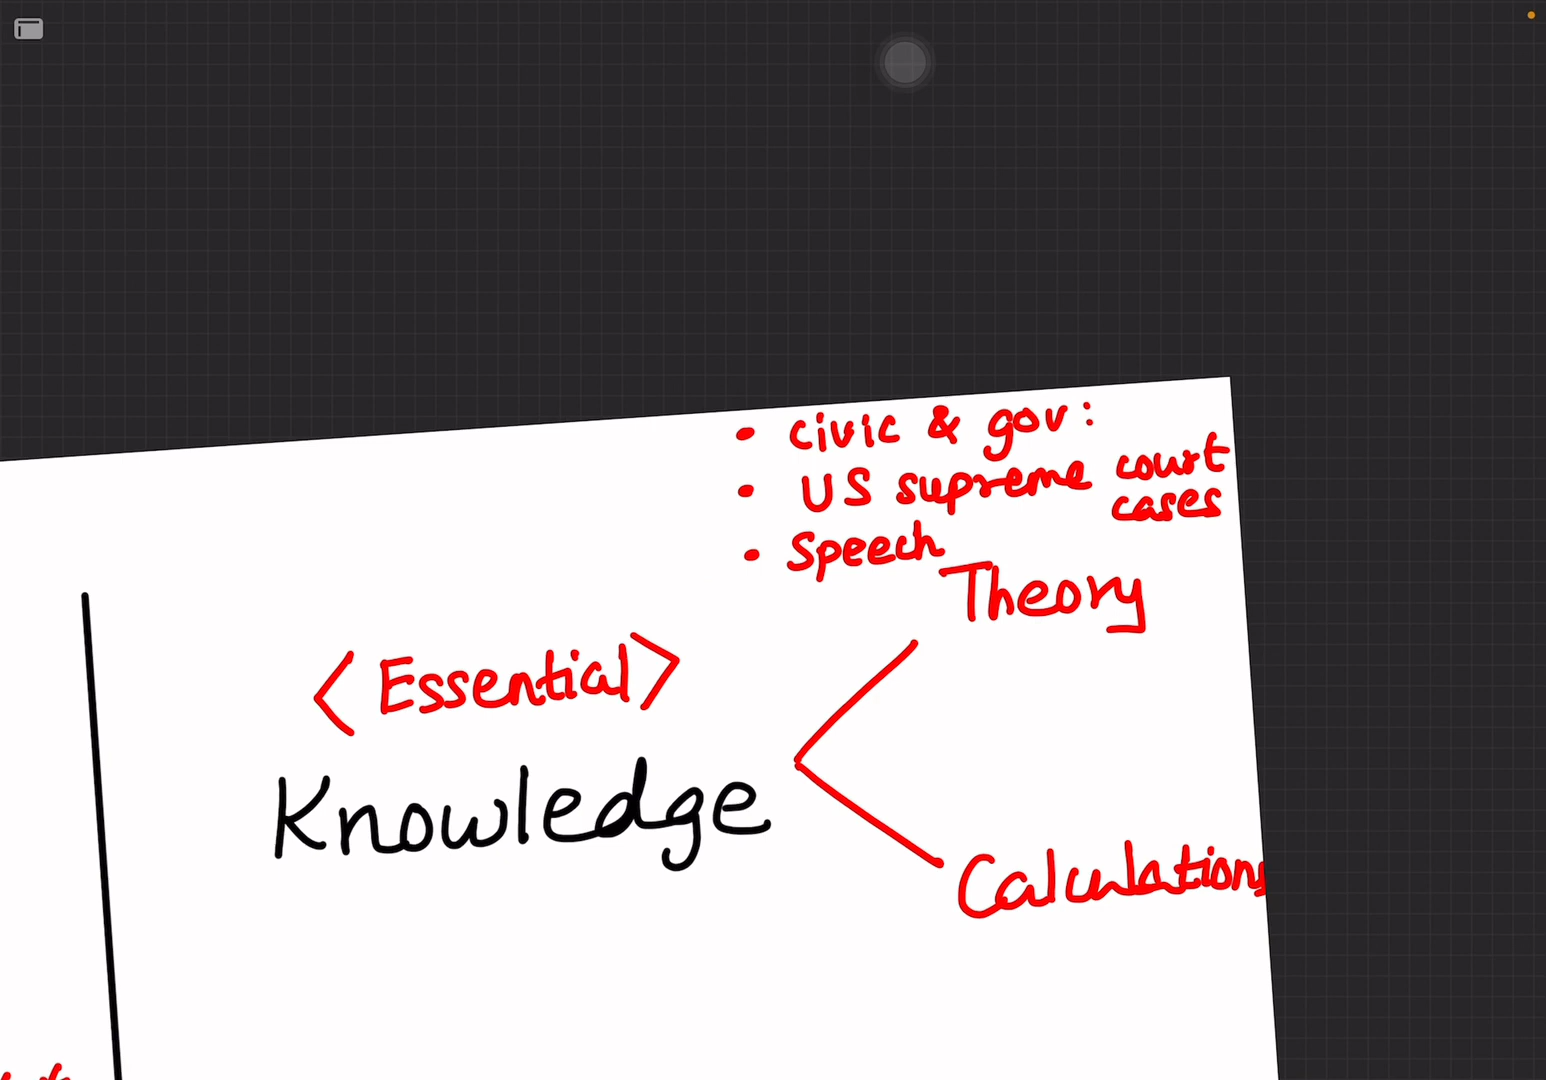 • civic & gov:
• US supreme court cases
• Speech
Theory
<Essential>
Knowledge
Calculations